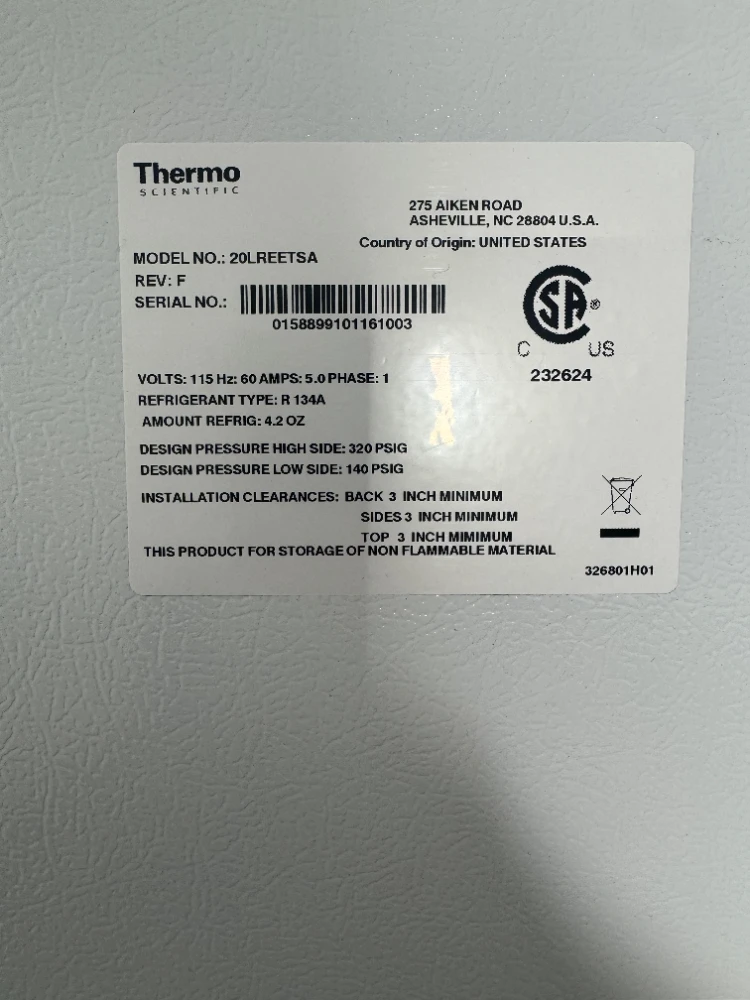 Thermo
SCIENTIFIC
275 AIKEN ROAD
ASHEVILLE, NC 28804 U.S.A.
Country of Origin: UNITED STATES
MODEL NO.: 20LREETSA
REV: F
SERIAL NO.:
0158899101161003
SA ®
C US
232624
VOLTS: 115 Hz: 60 AMPS: 5.0 PHASE: 1
REFRIGERANT TYPE: R 134A
AMOUNT REFRIG: 4.2 OZ
DESIGN PRESSURE HIGH SIDE: 320 PSIG
DESIGN PRESSURE LOW SIDE: 140 PSIG
INSTALLATION CLEARANCES: BACK 3 INCH MINIMUM
SIDES 3 INCH MINIMUM
TOP 3 INCH MIMIMUM
THIS PRODUCT FOR STORAGE OF NON FLAMMABLE MATERIAL
326801H01